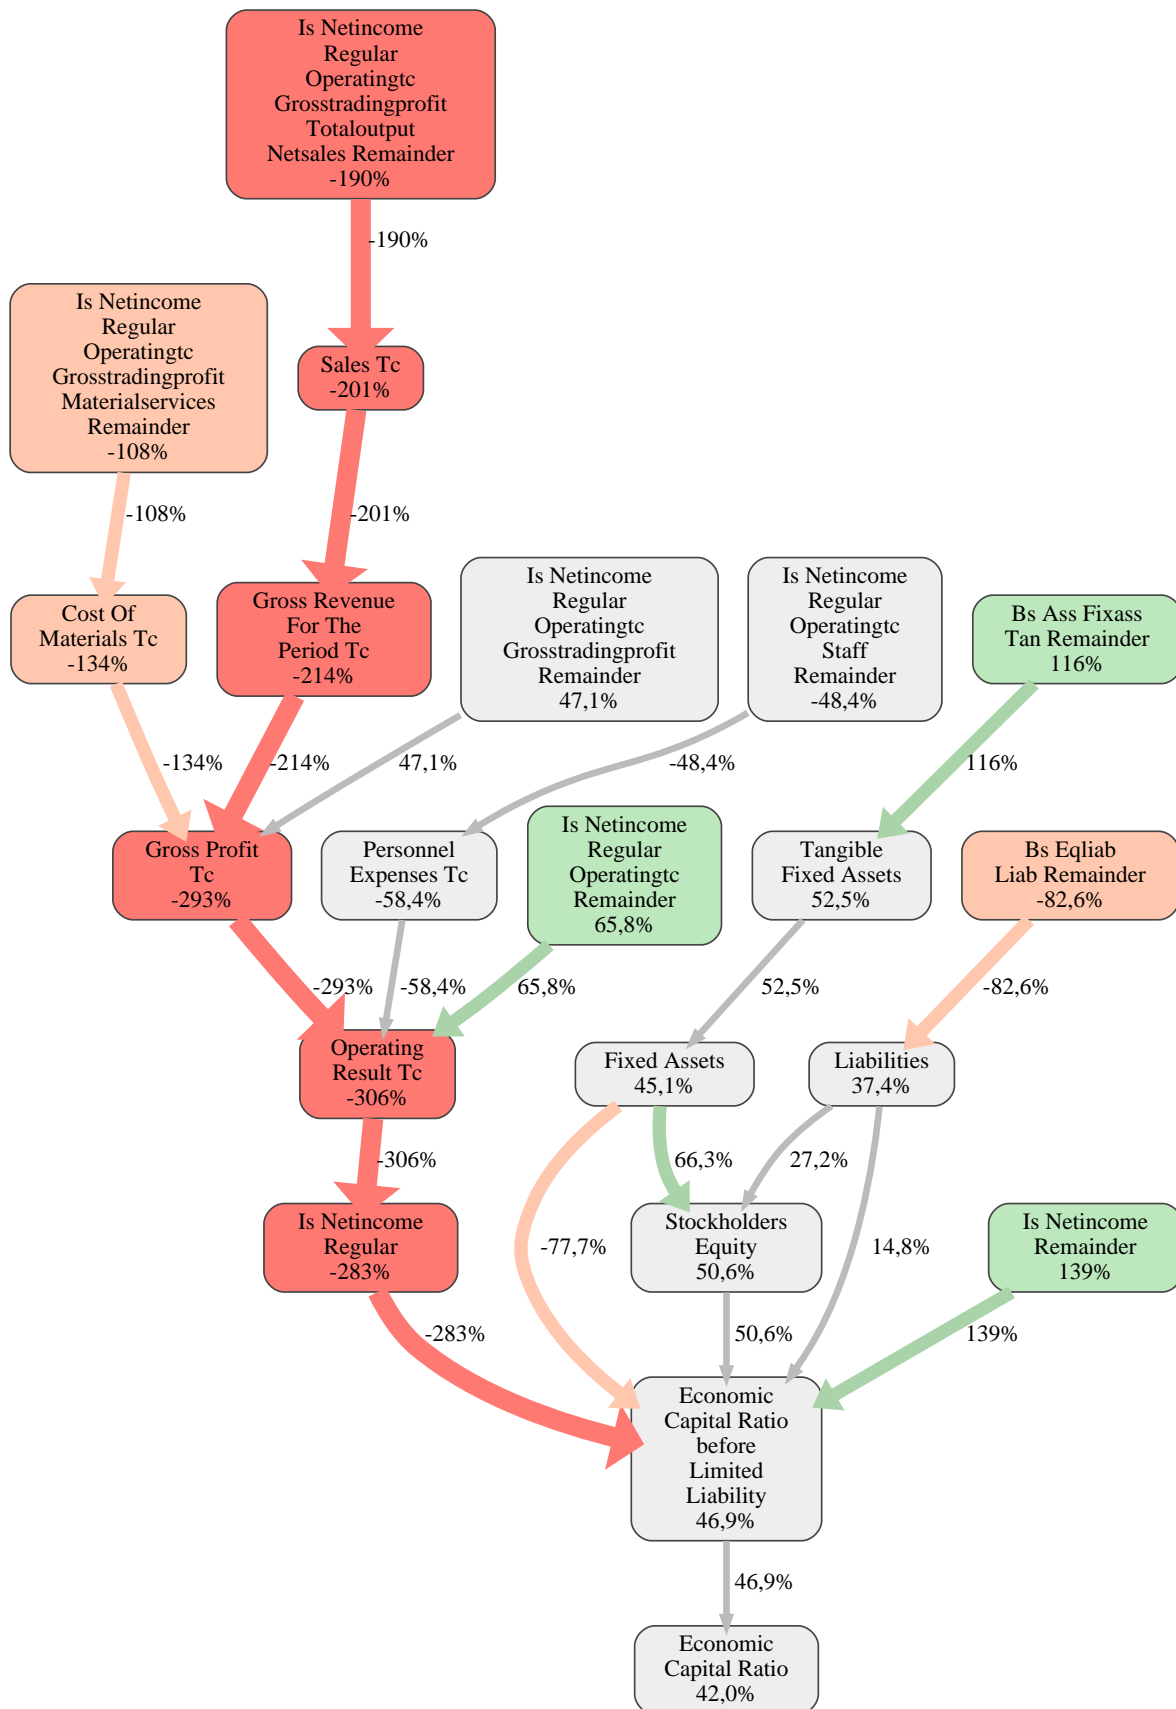 Is Netincome
Regular
Operatingtc
Grosstradingprofit
Totaloutput
Netsales Remainder
-190%
-190%
Is Netincome
Regular
Operatingtc
Grosstradingprofit
Materialservices
Remainder
-108%
Sales Tc
-201%
-108%
-201%
Cost Of
Materials Tc
-134%
Gross Revenue
For The
Period Tc
-214%
Is Netincome
Regular
Operatingtc
Grosstradingprofit
Remainder
47,1%
Is Netincome
Regular
Operatingtc
Staff
Remainder
-48,4%
Bs Ass Fixass
Tan Remainder
116%
-134%
-214%
47,1%
-48,4%
116%
Gross Profit
Tc
-293%
Personnel
Expenses Tc
-58,4%
Is Netincome
Regular
Operatingtc
Remainder
65,8%
Tangible
Fixed Assets
52,5%
Bs Eqliab
Liab Remainder
-82,6%
-293%
-58,4%
65,8%
52,5%
-82,6%
Operating
Result Tc
-306%
Fixed Assets
45,1%
Liabilities
37,4%
-306%
66,3%
27,2%
Is Netincome
Regular
-283%
-77,7%
Stockholders
Equity
50,6%
14,8%
Is Netincome
Remainder
139%
-283%
50,6%
139%
Economic
Capital Ratio
before
Limited
Liability
46,9%
46,9%
Economic
Capital Ratio
42,0%